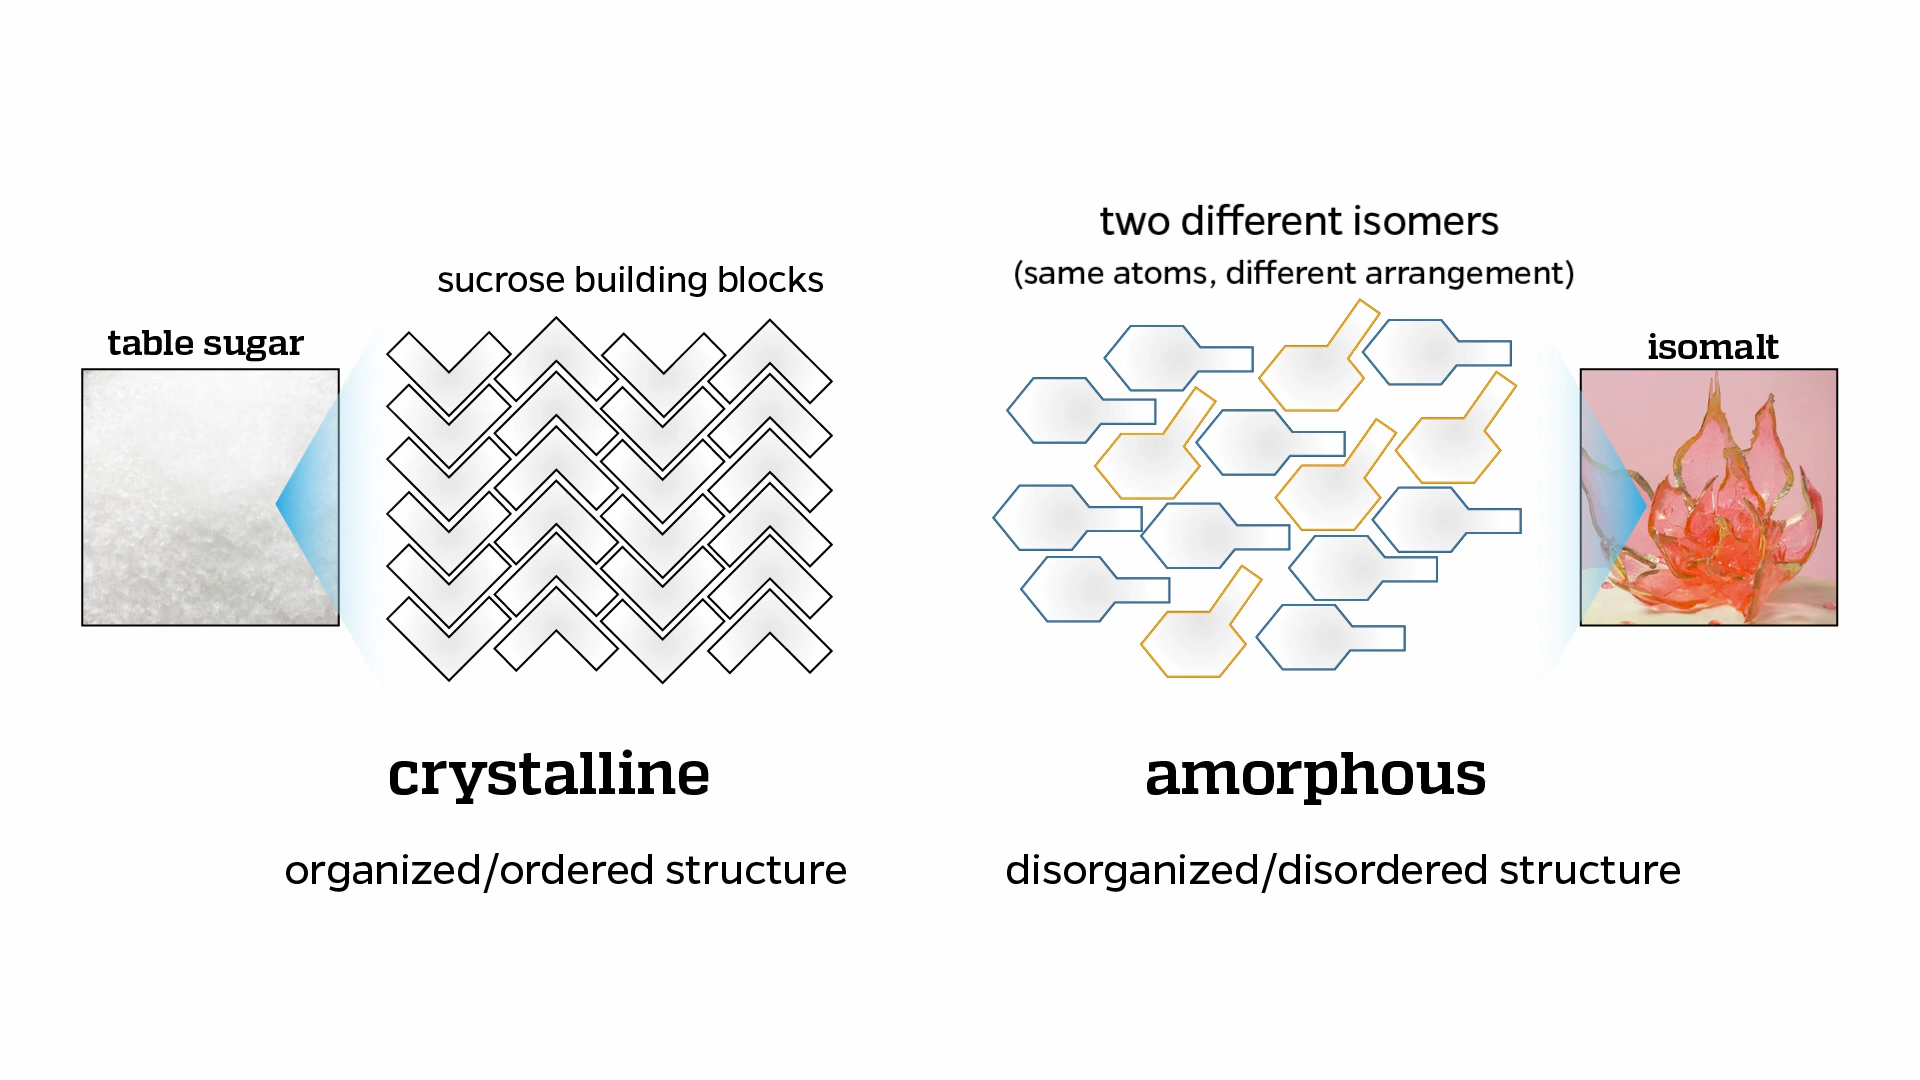 table sugar
sucrose building blocks
crystalline
organized/ordered structure
two different isomers
(same atoms, different arrangement)
isomalt
amorphous
disorganized/disordered structure